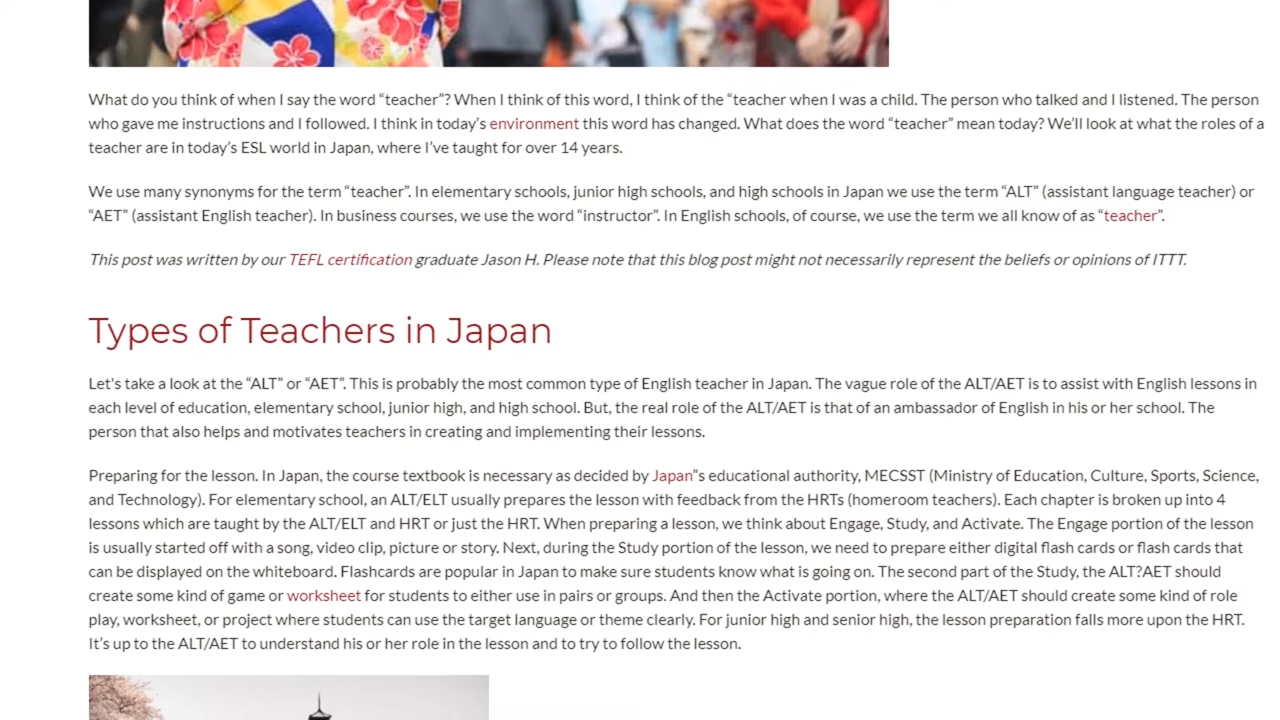 What do you think of when I say the word “teacher”? When I think of this word, I think of the “teacher when I was a child. The person who talked and I listened. The person
who gave me instructions and I followed. I think in today’s environment this word has changed. What does the word “teacher” mean today? We’ll look at what the roles of a
teacher are in today’s ESL world in Japan, where I’ve taught for over 14 years.
We use many synonyms for the term “teacher”. In elementary schools, junior high schools, and high schools in Japan we use the term “ALT” (assistant language teacher) or
“AET” (assistant English teacher). In business courses, we use the word “instructor”. In English schools, of course, we use the term we all know of as “teacher”.
This post was written by our TEFL certification graduate Jason H. Please note that this blog post might not necessarily represent the beliefs or opinions of ITTT.
Types of Teachers in Japan
Let's take a look at the “ALT” or “AET”. This is probably the most common type of English teacher in Japan. The vague role of the ALT/AET is to assist with English lessons in
each level of education, elementary school, junior high, and high school. But, the real role of the ALT/AET is that of an ambassador of English in his or her school. The
person that also helps and motivates teachers in creating and implementing their lessons.
Preparing for the lesson. In Japan, the course textbook is necessary as decided by Japan”s educational authority, MECSST (Ministry of Education, Culture, Sports, Science,
and Technology). For elementary school, an ALT/ELT usually prepares the lesson with feedback from the HRTs (homeroom teachers). Each chapter is broken up into 4
lessons which are taught by the ALT/ELT and HRT or just the HRT. When preparing a lesson, we think about Engage, Study, and Activate. The Engage portion of the lesson
is usually started off with a song, video clip, picture or story. Next, during the Study portion of the lesson, we need to prepare either digital flash cards or flash cards that
can be displayed on the whiteboard. Flashcards are popular in Japan to make sure students know what is going on. The second part of the Study, the ALT?AET should
create some kind of game or worksheet for students to either use in pairs or groups. And then the Activate portion, where the ALT/AET should create some kind of role
play, worksheet, or project where students can use the target language or theme clearly. For junior high and senior high, the lesson preparation falls more upon the HRT.
It’s up to the ALT/AET to understand his or her role in the lesson and to try to follow the lesson.